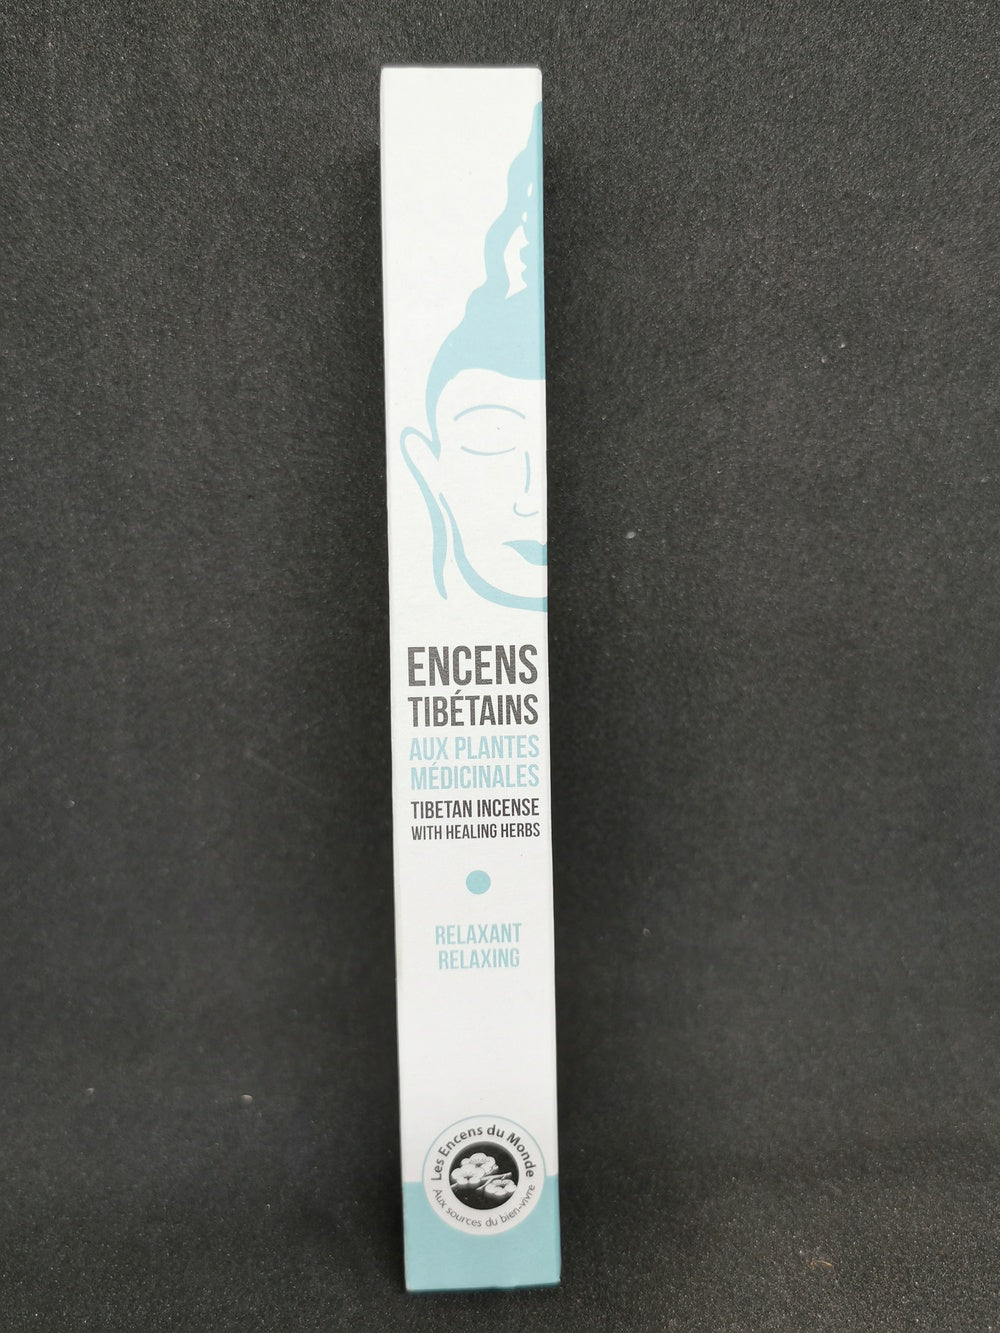 ENCENS
TIBÉTAINS
AUX PLANTES
MÉDICINALES
TIBETAN INCENSE
WITH HEALING HERBS
RELAXANT
RELAXING
Les Encens du Monde
Aux sources du bien-vivre